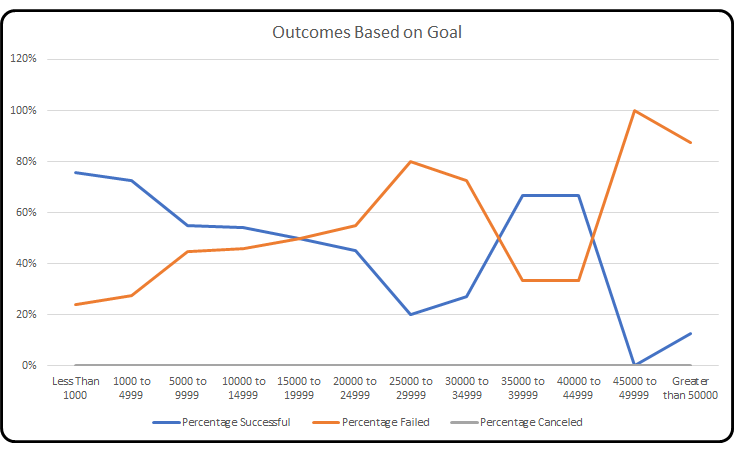 Outcomes Based on Goal
120%
100%
80%
60%
40%
20%
0%
Less Than 1000 to 5000 to 10000 to 15000 to 20000 to 25000 to 30000 to 35000 to 40000 to 45000 to Greater
1000 4999 9999 14999 19999 24999 29999 34999 39999 44999 49999 than 50000
Percentage Successful Percentage Failed Percentage Canceled